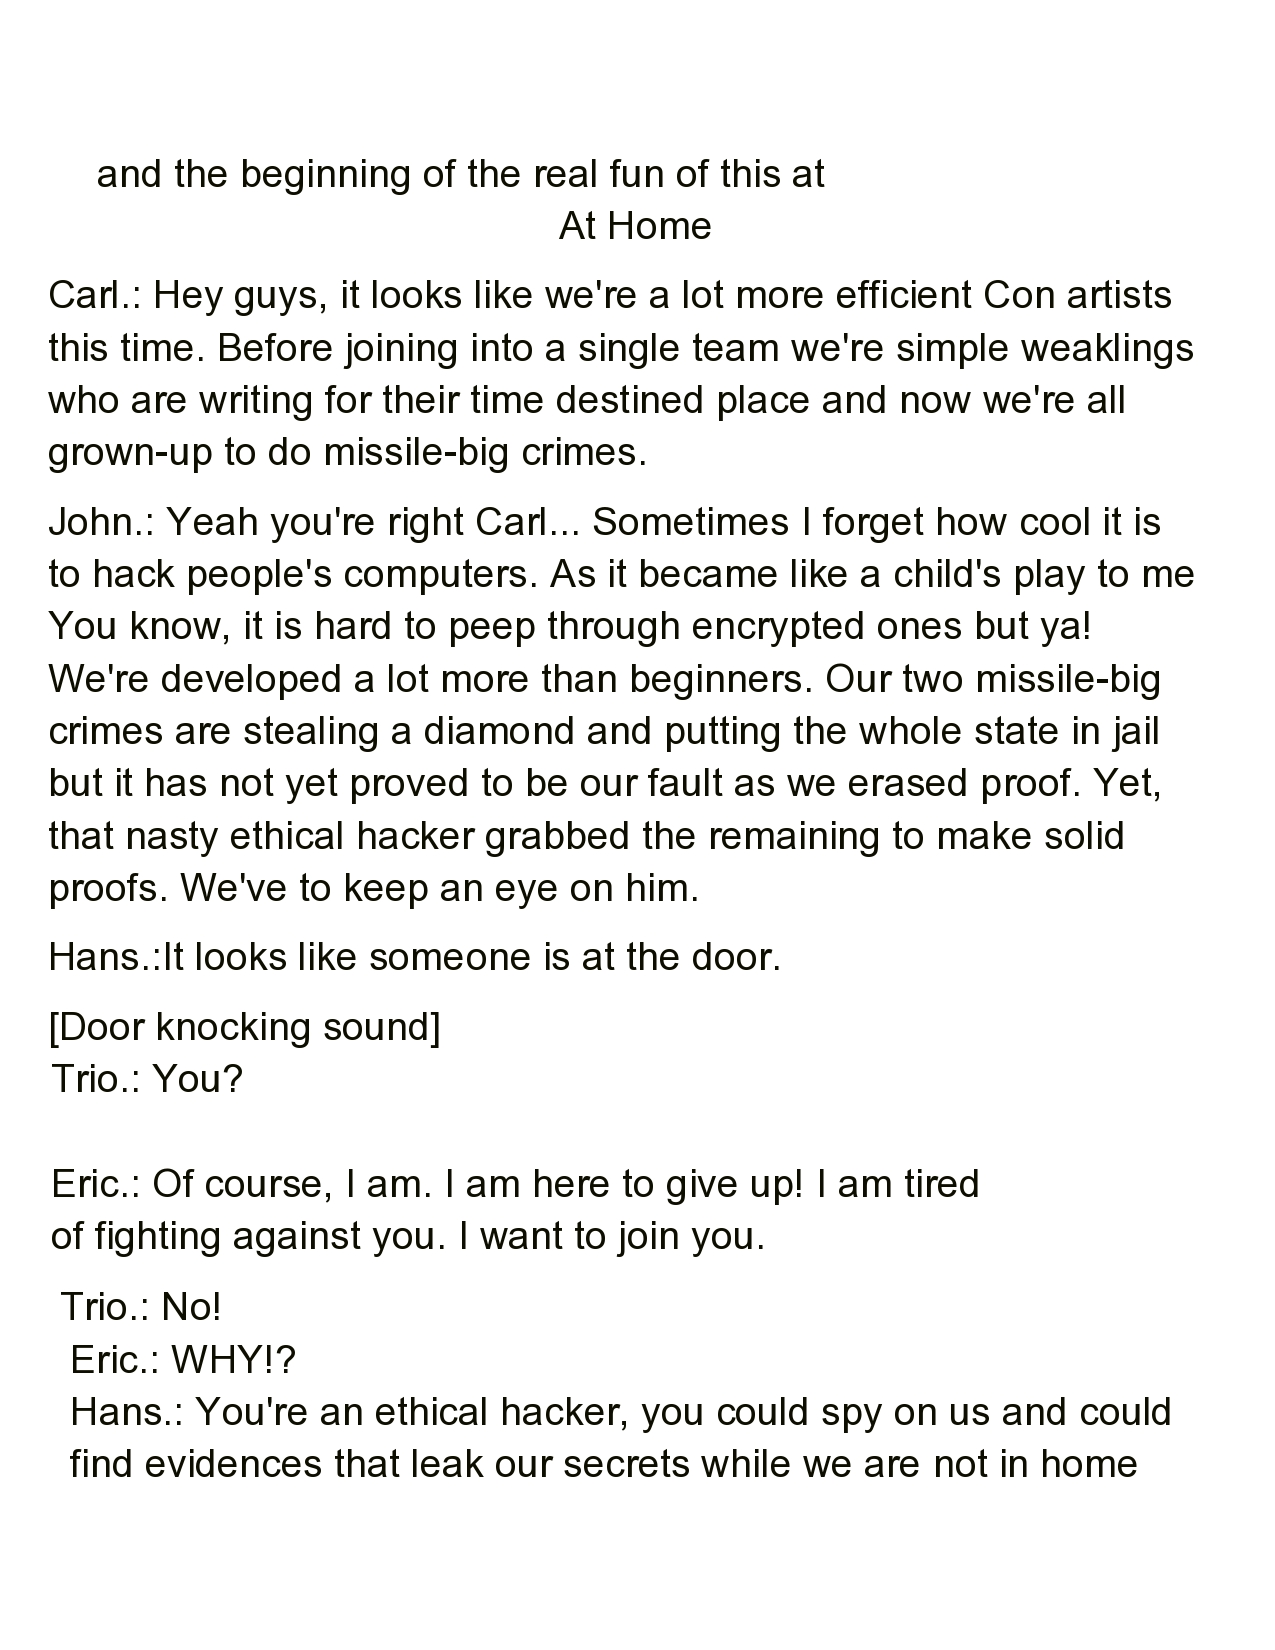 and the beginning of the real fun of this at
At Home
Carl.: Hey guys, it looks like we're a lot more efficient Con artists
this time. Before joining into a single team we're simple weaklings
who are writing for their time destined place and now we're all
grown-up to do missile-big crimes.
John.: Yeah you're right Carl... Sometimes I forget how cool it is
to hack people's computers. As it became like a child's play to me
You know, it is hard to peep through encrypted ones but ya!
We're developed a lot more than beginners. Our two missile-big
crimes are stealing a diamond and putting the whole state in jail
but it has not yet proved to be our fault as we erased proof. Yet,
that nasty ethical hacker grabbed the remaining to make solid
proofs. We've to keep an eye on him.
Hans.:It looks like someone is at the door.
[Door knocking sound]
Trio.: You?
Eric.: Of course, I am. I am here to give up! I am tired
of fighting against you. I want to join you.
Trio.: No!
Eric.: WHY!?
Hans.: You're an ethical hacker, you could spy on us and could
find evidences that leak our secrets while we are not in home